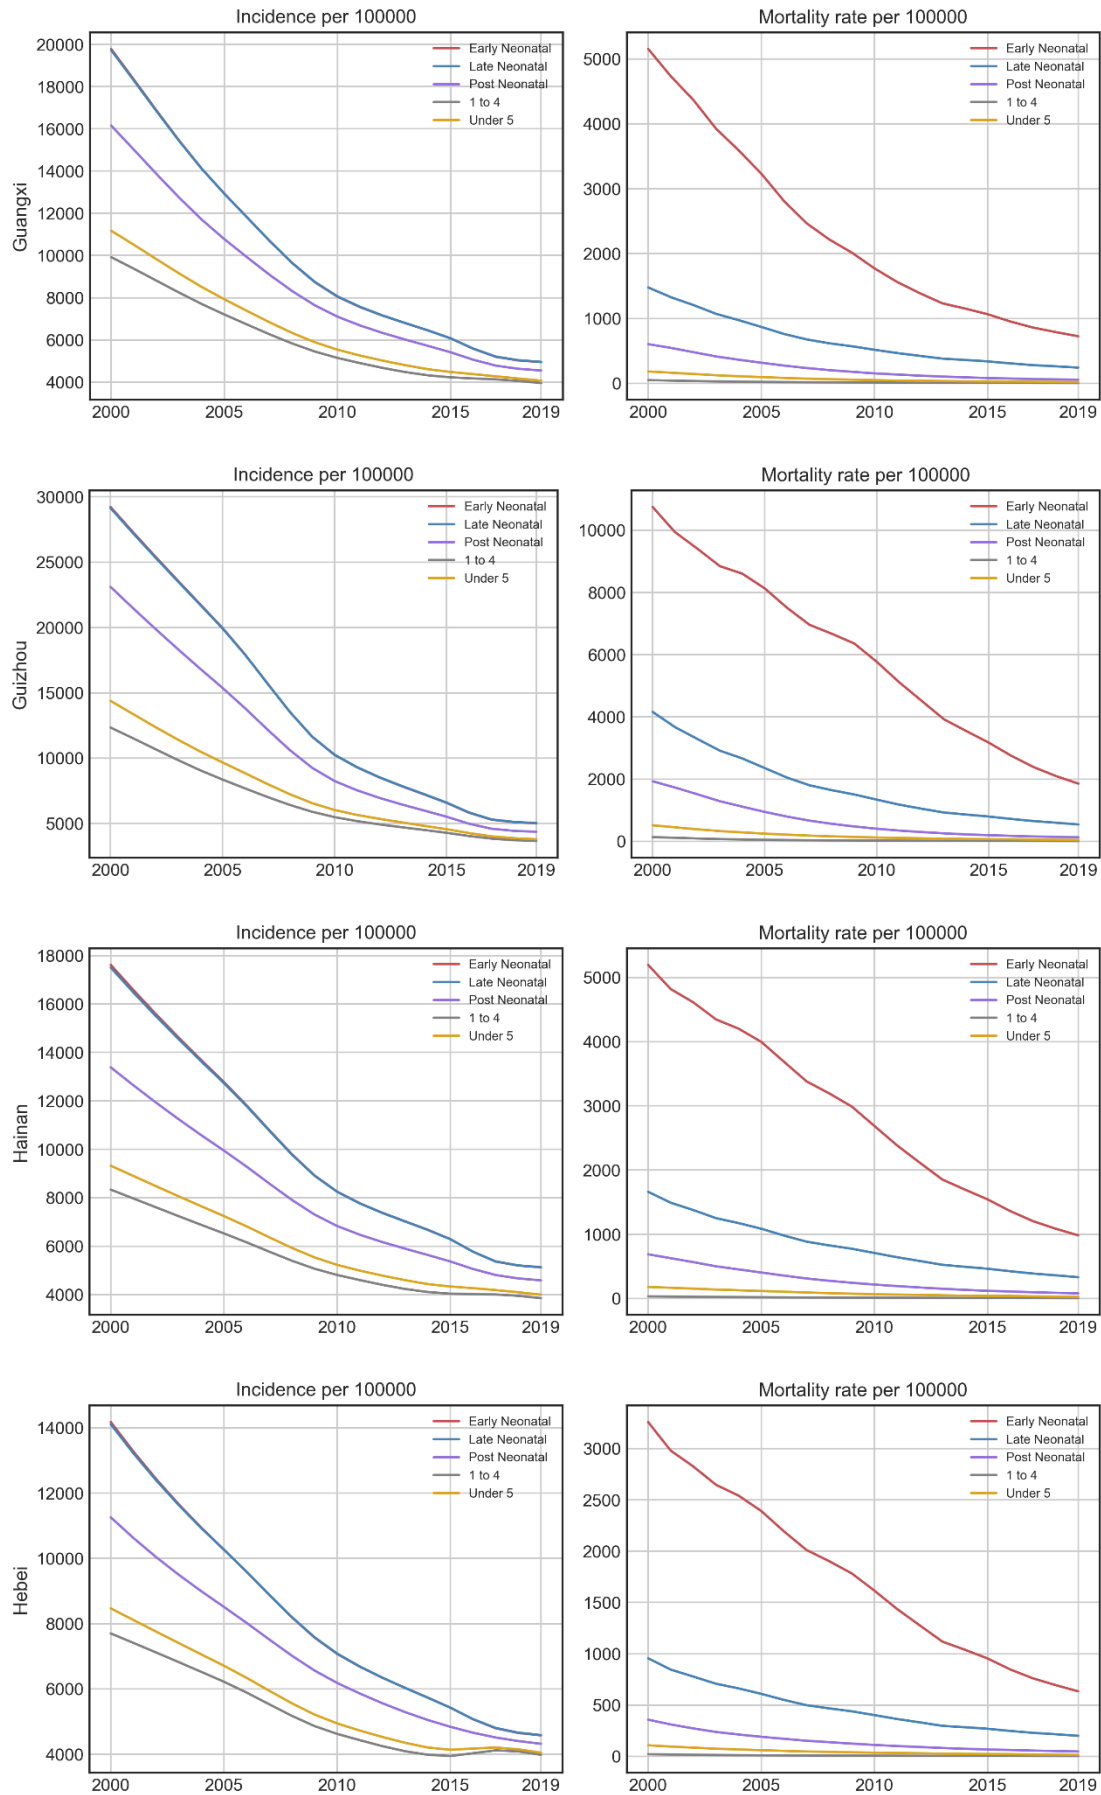 Incidence per 100000
Mortality rate per 100000
Guangxi
20000
18000
16000
14000
12000
10000
8000
6000
4000
2000
2005
2010
2015
2019
Early Neonatal
Late Neonatal
Post Neonatal
1 to 4
Under 5
5000
4000
3000
2000
1000
0
2000
2005
2010
2015
2019
Early Neonatal
Late Neonatal
Post Neonatal
1 to 4
Under 5
Incidence per 100000
Mortality rate per 100000
Guizhou
30000
25000
20000
15000
10000
5000
2000
2005
2010
2015
2019
Early Neonatal
Late Neonatal
Post Neonatal
1 to 4
Under 5
10000
8000
6000
4000
2000
0
2000
2005
2010
2015
2019
Early Neonatal
Late Neonatal
Post Neonatal
1 to 4
Under 5
Incidence per 100000
Mortality rate per 100000
Hainan
18000
16000
14000
12000
10000
8000
6000
4000
2000
2005
2010
2015
2019
Early Neonatal
Late Neonatal
Post Neonatal
1 to 4
Under 5
5000
4000
3000
2000
1000
0
2000
2005
2010
2015
2019
Early Neonatal
Late Neonatal
Post Neonatal
1 to 4
Under 5
Incidence per 100000
Mortality rate per 100000
Hebei
14000
12000
10000
8000
6000
4000
2000
2005
2010
2015
2019
Early Neonatal
Late Neonatal
Post Neonatal
1 to 4
Under 5
3000
2500
2000
1500
1000
500
0
2000
2005
2010
2015
2019
Early Neonatal
Late Neonatal
Post Neonatal
1 to 4
Under 5